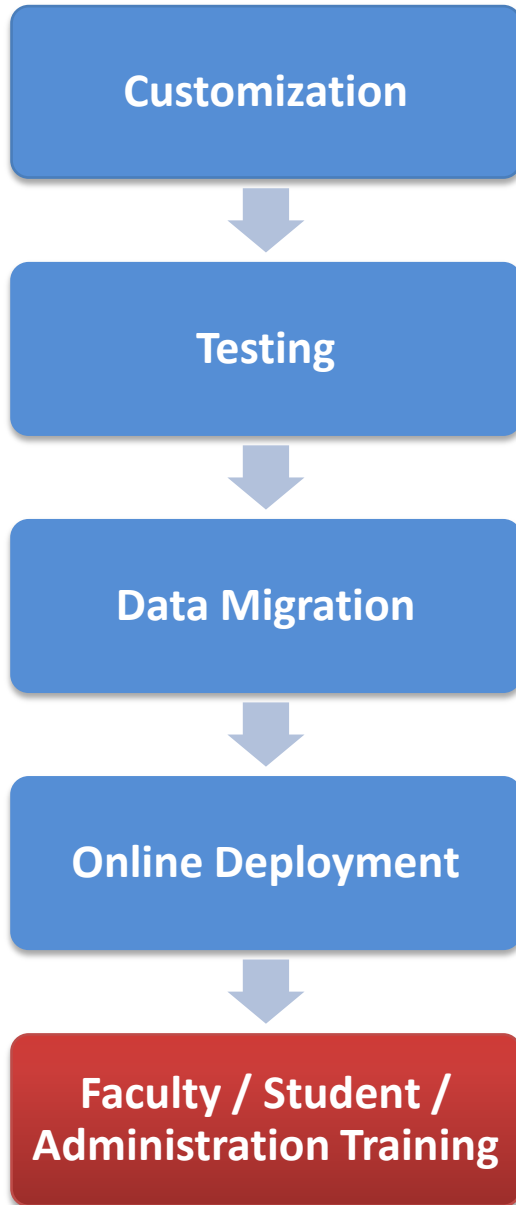 Customization
Testing
Data Migration
Online Deployment
Faculty / Student /
Administration Training